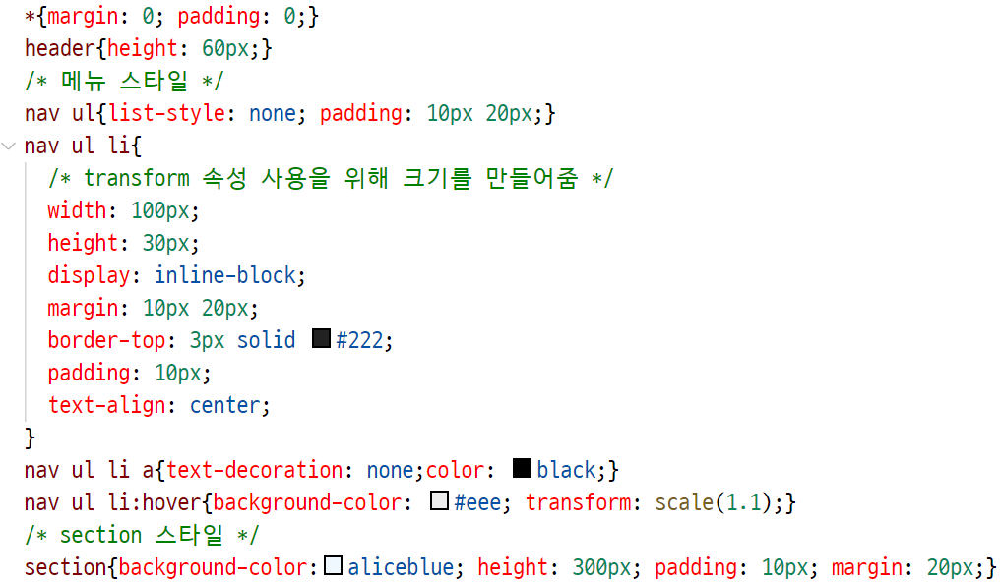 *{margin: 0; padding: 0;}
header{height: 60px;}
/* 메뉴 스타일 */
nav ul{list-style: none; padding: 10px 20px;}
nav ul li{
/* transform 속성 사용을 위해 크기를 만들어줌 */
width: 100px;
height: 30px;
display: inline-block;
margin: 10px 20px;
border-top: 3px solid #222;
padding: 10px;
text-align: center;
}
nav ul li a{text-decoration: none;color: black;}
nav ul li:hover{background-color: #eee; transform: scale(1.1);}
/* section 스타일 */
section{background-color: aliceblue; height: 300px; padding: 10px; margin: 20px;}